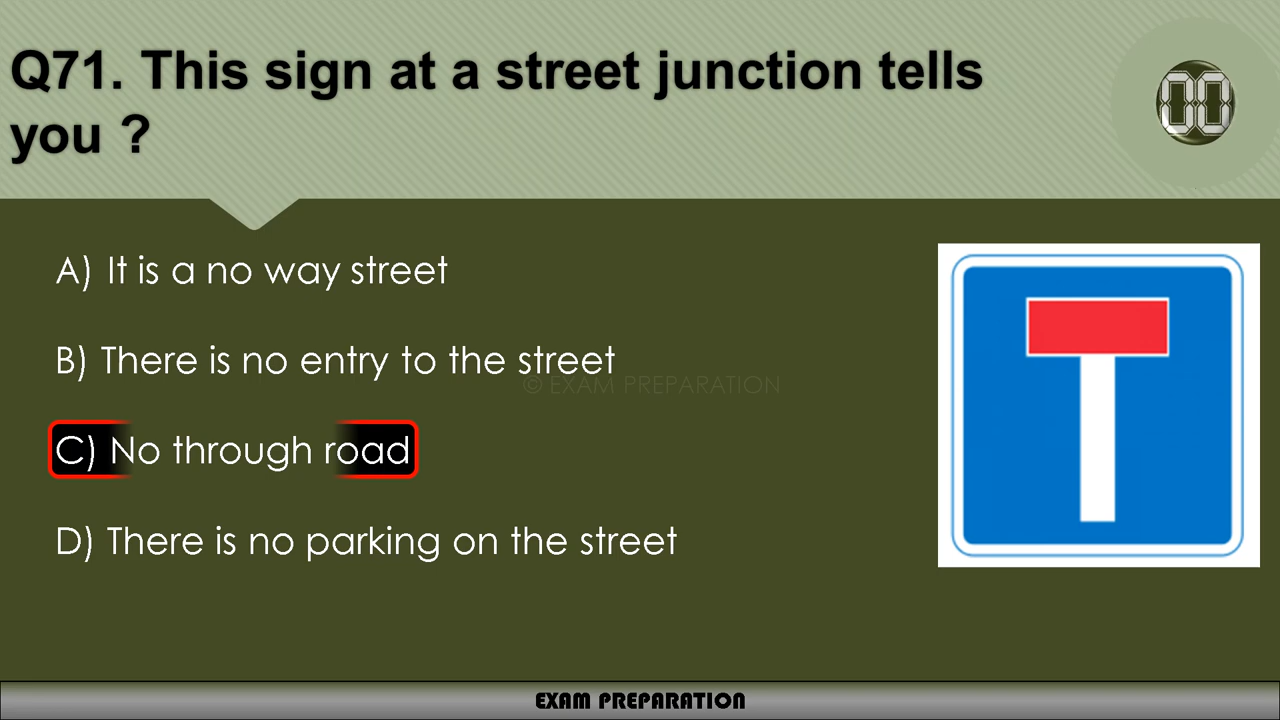 Q71. This sign at a street junction tells
you ?
00
A) It is a no way street
B) There is no entry to the street
© EXAM PREPARATION
C) No through road
D) There is no parking on the street
EXAM PREPARATION